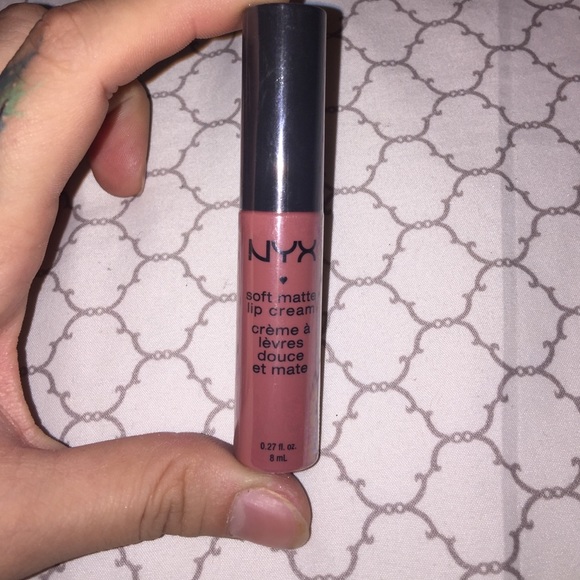 NYX
soft matte
lip cream
crème à
lèvres
douce
et mate
0.27 fl. oz.
8 mL